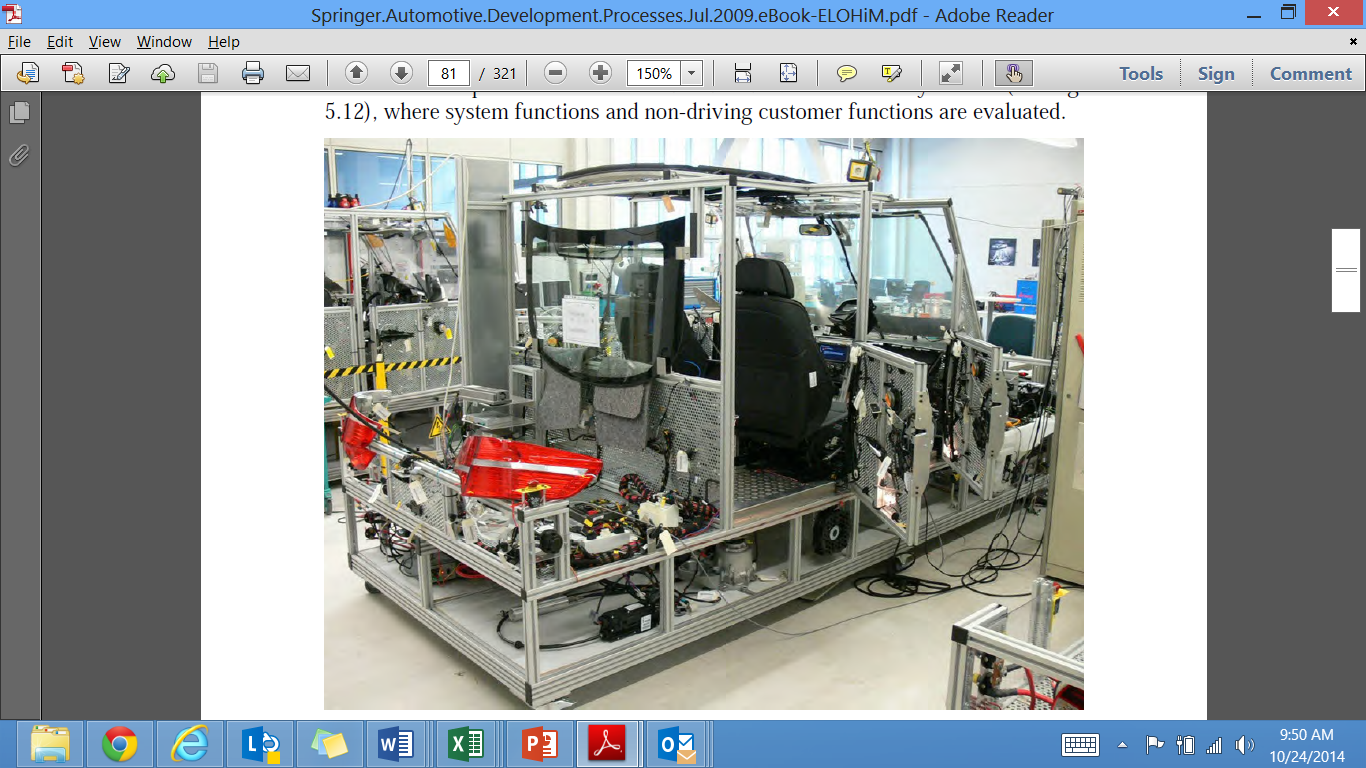 Springer.Automotive.Development.Processes.Jul.2009.eBook-ELOHiM.pdf - Adobe Reader
File Edit View Window Help
81 / 321 150% Tools Sign Comment
5.12), where system functions and non-driving customer functions are evaluated.
9:50 AM
10/24/2014